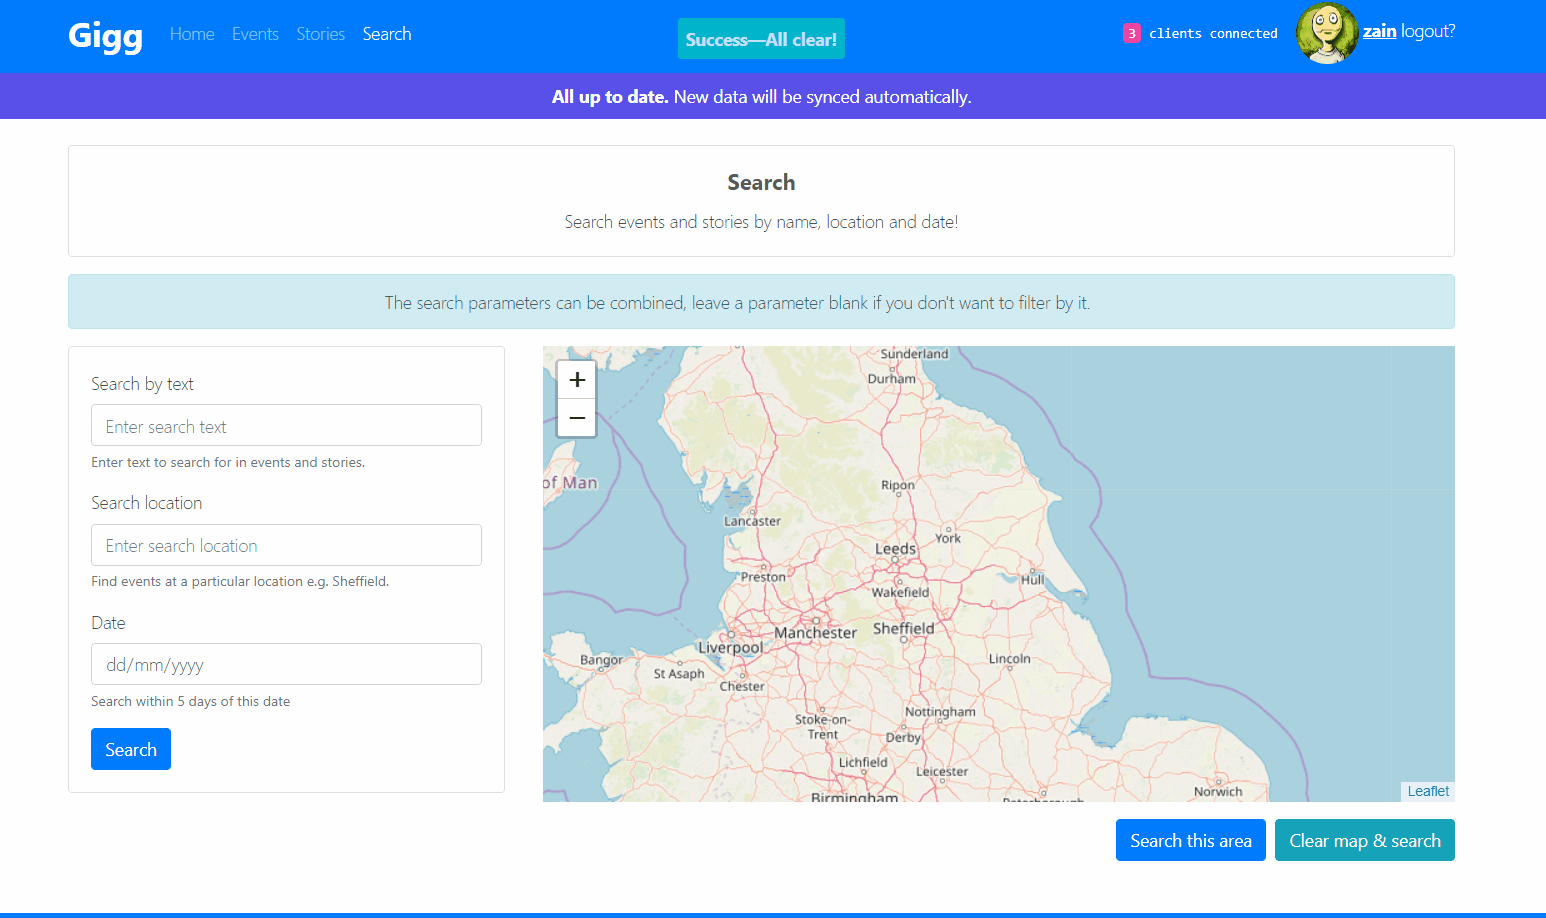 Gigg
Home Events Stories Search
Success—All clear!
3 clients connected
zain logout?
All up to date. New data will be synced automatically.
Search
Search events and stories by name, location and date!
The search parameters can be combined, leave a parameter blank if you don't want to filter by it.
Search by text
Enter search text
Enter text to search for in events and stories.
Search location
Enter search location
Find events at a particular location e.g. Sheffield.
Date
dd/mm/yyyy
Search within 5 days of this date
Search
+
−
Sunderland
Durham
of Man
Ripon
Lancaster
York
Leeds
Preston
Hull
Wakefield
Manchester
Sheffield
Liverpool
Bangor
St Asaph
Lincoln
Chester
Stoke-on-
Trent
Nottingham
Derby
Lichfield
Leicester
Norwich
Birmingham
Peterborough
Leaflet
Search this area
Clear map & search